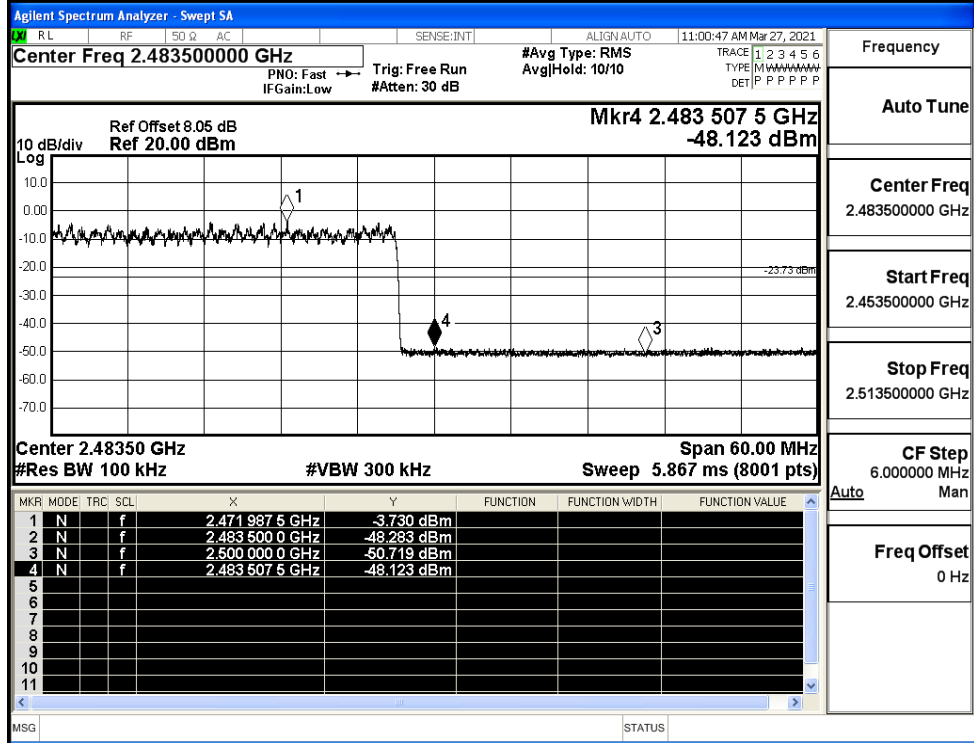 Agilent Spectrum Analyzer - Swept SA
LXI RL RF 50 Ω AC SENSE:INT ALIGN AUTO 11:00:47 AM Mar 27, 2021
Center Freq 2.483500000 GHz
PNO: Fast
IFGain:Low
Trig: Free Run
#Atten: 30 dB
#Avg Type: RMS
Avg|Hold: 10/10
TRACE 1 2 3 4 5 6
TYPE M W W W W W
DET P P P P P P
Mkr4 2.483 507 5 GHz
-48.123 dBm
Ref Offset 8.05 dB
10 dB/div Ref 20.00 dBm
Log
10.0
0.00
-10.0
-20.0
-30.0
-40.0
-50.0
-60.0
-70.0
1
-23.73 dBm
4
3
Center 2.48350 GHz Span 60.00 MHz
#Res BW 100 kHz #VBW 300 kHz Sweep 5.867 ms (8001 pts)
MKR MODE TRC SCL X Y FUNCTION FUNCTION WIDTH FUNCTION VALUE
1 N f 2.471 987 5 GHz -3.730 dBm
2 N f 2.483 500 0 GHz -48.283 dBm
3 N f 2.500 000 0 GHz -50.719 dBm
4 N f 2.483 507 5 GHz -48.123 dBm
5
6
7
8
9
10
11
MSG STATUS
Frequency
Auto Tune
Center Freq
2.483500000 GHz
Start Freq
2.453500000 GHz
Stop Freq
2.513500000 GHz
CF Step
6.000000 MHz
Auto Man
Freq Offset
0 Hz